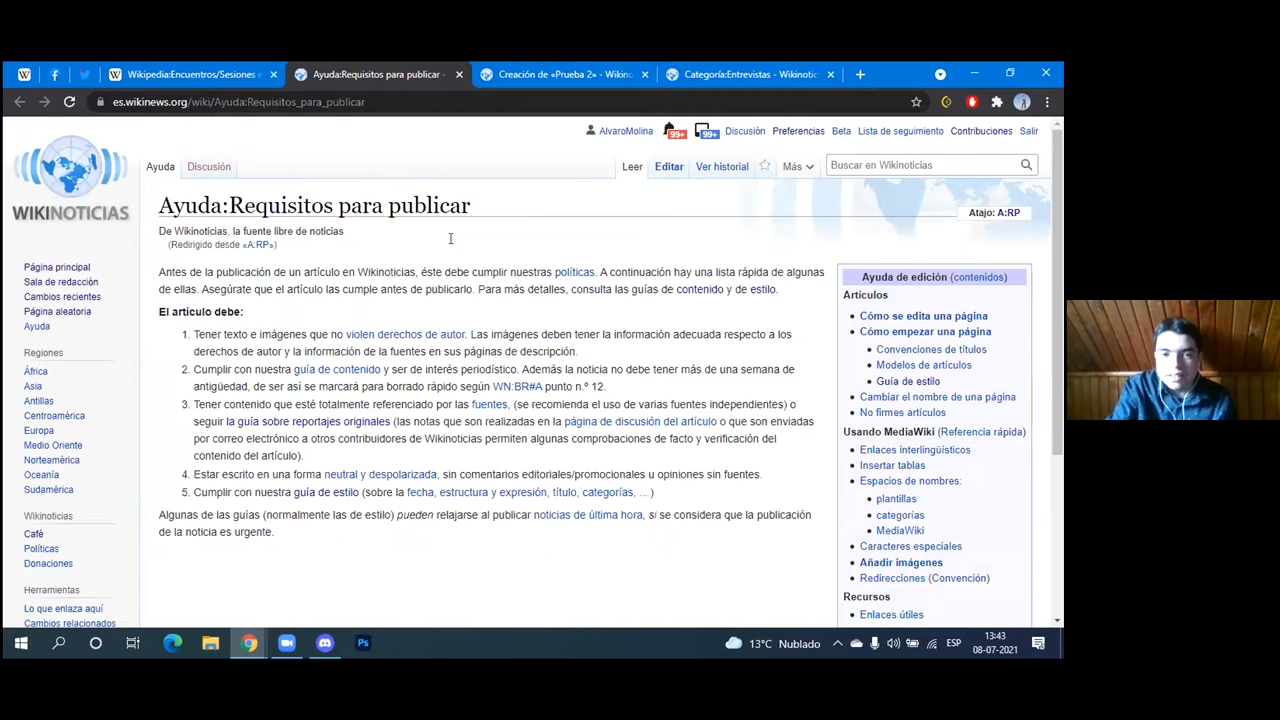 Wikipedia:Encuentros/Sesiones e
Ayuda:Requisitos para publicar -
Creación de «Prueba 2» - Wikino
Categoría:Entrevistas - Wikinotic
es.wikinews.org/wiki/Ayuda:Requisitos_para_publicar
AlvaroMolina 99+ 99+ Discusión Preferencias Beta Lista de seguimiento Contribuciones Salir
Ayuda Discusión Leer Editar Ver historial Más Buscar en Wikinoticias
WIKINOTICIAS
Ayuda:Requisitos para publicar
Atajo: A:RP
De Wikinoticias, la fuente libre de noticias
(Redirigido desde «A:RP»)
Antes de la publicación de un artículo en Wikinoticias, éste debe cumplir nuestras políticas. A continuación hay una lista rápida de algunas
de ellas. Asegúrate que el artículo las cumple antes de publicarlo. Para más detalles, consulta las guías de contenido y de estilo.
El artículo debe:
1. Tener texto e imágenes que no violen derechos de autor. Las imágenes deben tener la información adecuada respecto a los
derechos de autor y la información de la fuentes en sus páginas de descripción.
2. Cumplir con nuestra guía de contenido y ser de interés periodístico. Además la noticia no debe tener más de una semana de
antigüedad, de ser así se marcará para borrado rápido según WN:BR#A punto n.º 12.
3. Tener contenido que esté totalmente referenciado por las fuentes, (se recomienda el uso de varias fuentes independientes) o
seguir la guía sobre reportajes originales (las notas que son realizadas en la página de discusión del artículo o que son enviadas
por correo electrónico a otros contribuidores de Wikinoticias permiten algunas comprobaciones de facto y verificación del
contenido del artículo).
4. Estar escrito en una forma neutral y despolarizada, sin comentarios editoriales/promocionales u opiniones sin fuentes.
5. Cumplir con nuestra guía de estilo (sobre la fecha, estructura y expresión, título, categorías, …)
Algunas de las guías (normalmente las de estilo) pueden relajarse al publicar noticias de última hora, si se considera que la publicación
de la noticia es urgente.
Página principal
Sala de redacción
Cambios recientes
Página aleatoria
Ayuda
Regiones
África
Asia
Antillas
Centroamérica
Europa
Medio Oriente
Norteamérica
Oceanía
Sudamérica
Wikinoticias
Café
Políticas
Donaciones
Herramientas
Lo que enlaza aquí
Cambios relacionados
Ayuda de edición (contenidos)
Artículos
Cómo se edita una página
Cómo empezar una página
Convenciones de títulos
Modelos de artículos
Guía de estilo
Cambiar el nombre de una página
No firmes artículos
Usando MediaWiki (Referencia rápida)
Enlaces interlingüísticos
Insertar tablas
Espacios de nombres:
plantillas
categorías
MediaWiki
Caracteres especiales
Añadir imágenes
Redirecciones (Convención)
Recursos
Enlaces útiles
13°C Nublado
ESP
13:43
08-07-2021